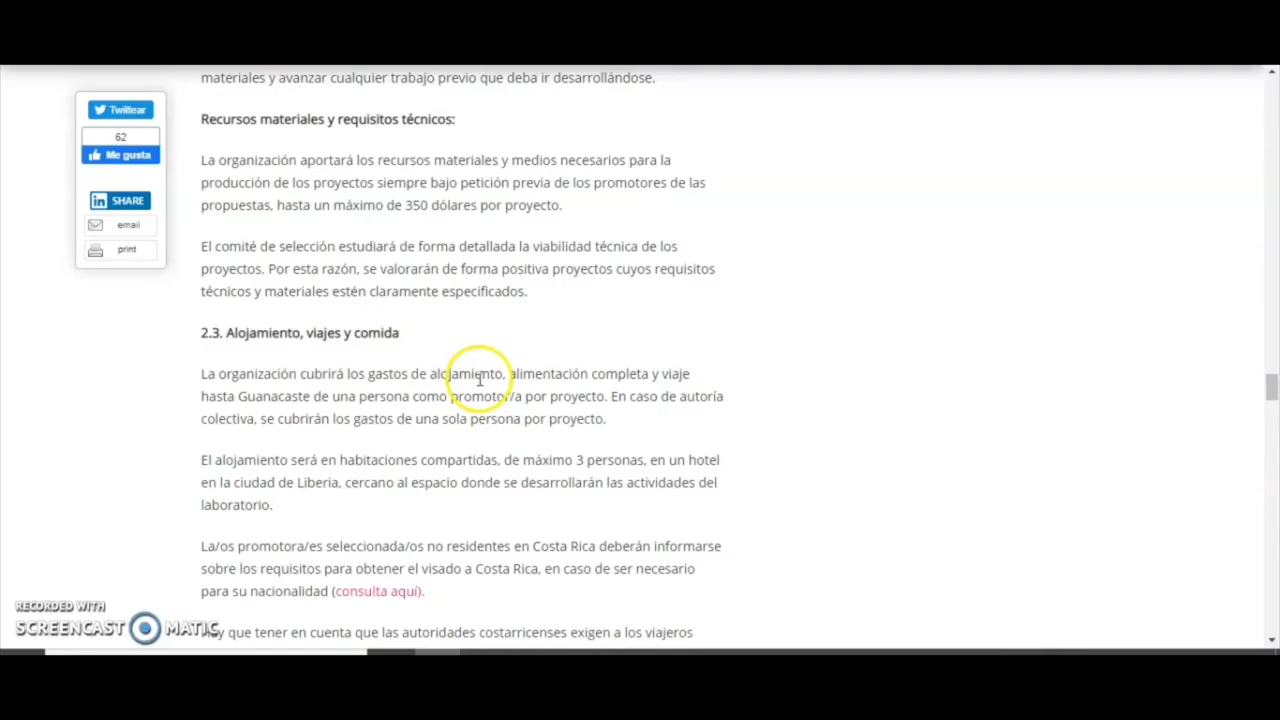 materiales y avanzar cualquier trabajo previo que deba ir desarrollándose.
Twittear
62
Me gusta
in SHARE
email
print
Recursos materiales y requisitos técnicos:
La organización aportará los recursos materiales y medios necesarios para la
producción de los proyectos siempre bajo petición previa de los promotores de las
propuestas, hasta un máximo de 350 dólares por proyecto.
El comité de selección estudiará de forma detallada la viabilidad técnica de los
proyectos. Por esta razón, se valorarán de forma positiva proyectos cuyos requisitos
técnicos y materiales estén claramente especificados.
2.3. Alojamiento, viajes y comida
La organización cubrirá los gastos de alojamiento, alimentación completa y viaje
hasta Guanacaste de una persona como promotor/a por proyecto. En caso de autoría
colectiva, se cubrirán los gastos de una sola persona por proyecto.
El alojamiento será en habitaciones compartidas, de máximo 3 personas, en un hotel
en la ciudad de Liberia, cercano al espacio donde se desarrollarán las actividades del
laboratorio.
La/os promotora/es seleccionada/os no residentes en Costa Rica deberán informarse
sobre los requisitos para obtener el visado a Costa Rica, en caso de ser necesario
para su nacionalidad (consulta aquí).
que tener en cuenta que las autoridades costarricenses exigen a los viajeros
RECORDED WITH
SCREENCAST MATIC